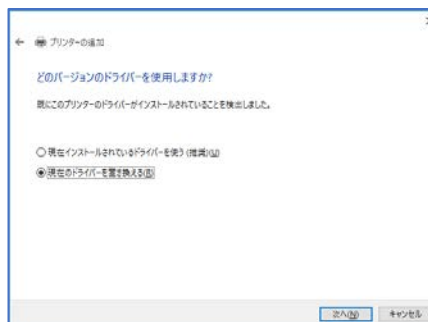 プリンターの追加
どのバージョンのドライバーを使用しますか?
既にこのプリンターのドライバーがインストールされていることを検出しました。
現在インストールされているドライバーを使う (推奨)(U)
現在のドライバーを置き換える(R)
次へ(N) キャンセル